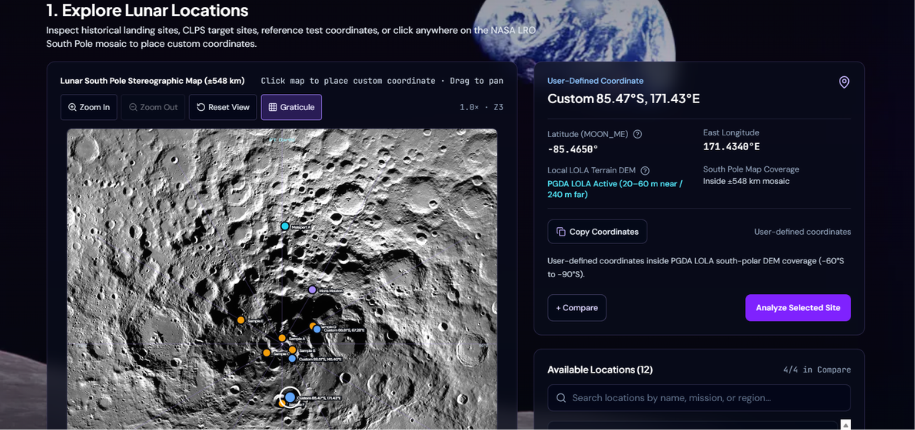 1. Explore Lunar Locations
Inspect historical landing sites, CLPS target sites, reference test coordinates, or click anywhere on the NASA LRO
South Pole mosaic to place custom coordinates.
Lunar South Pole Stereographic Map (±548 km)
Click map to place custom coordinate · Drag to pan
Zoom In
Zoom Out
Reset View
Graticule
1.0× · Z3
User-Defined Coordinate
Custom 85.47°S, 171.43°E
Latitude (MOON_ME)
-85.4650°
East Longitude
171.4340°E
Local LOLA Terrain DEM
PGDA LOLA Active (20–60 m near /
240 m far)
South Pole Map Coverage
Inside ±548 km mosaic
Copy Coordinates
User-defined coordinates
User-defined coordinates inside PGDA LOLA south-polar DEM coverage (-60°S
to -90°S).
+ Compare
Analyze Selected Site
Available Locations (12)
4/4 in Compare
Search locations by name, mission, or region...
Custom 85.47°S, 171.43°E